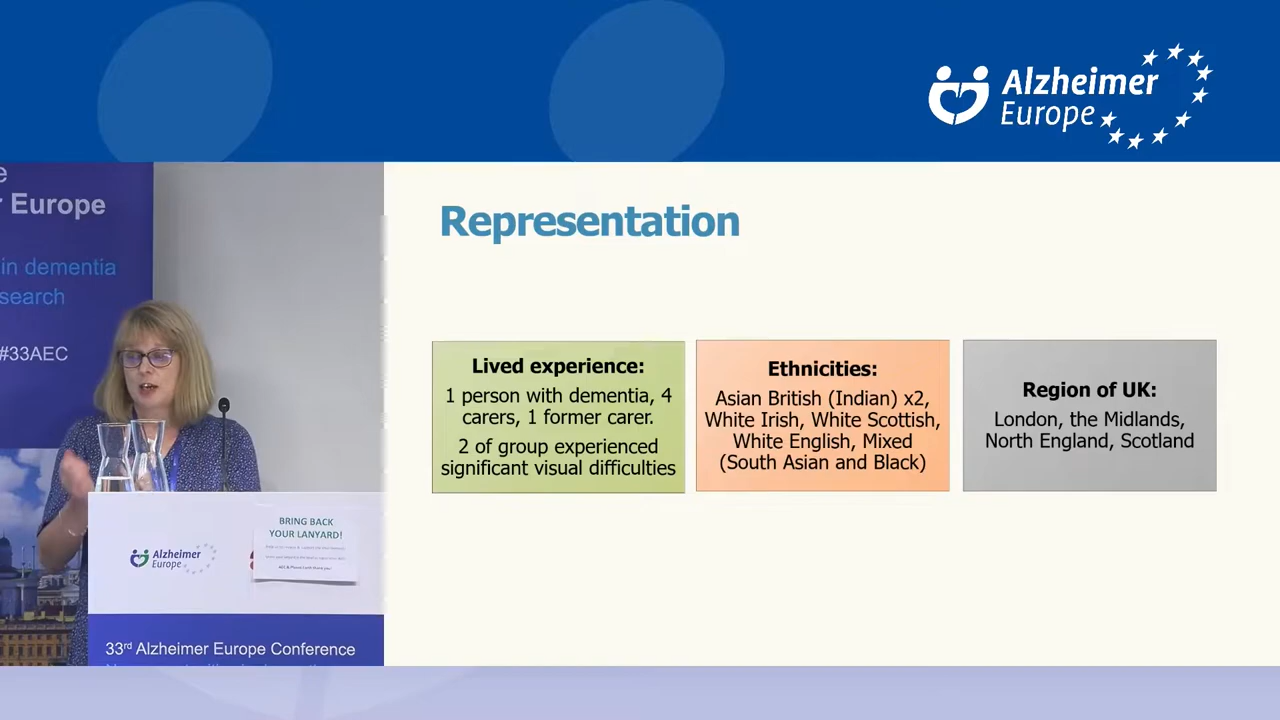 Alzheimer
Europe
e
r Europe
in dementia
search
#33AEC
Representation
Lived experience:
1 person with dementia, 4
carers, 1 former carer.
2 of group experienced
significant visual difficulties
Ethnicities:
Asian British (Indian) x2,
White Irish, White Scottish,
White English, Mixed
(South Asian and Black)
Region of UK:
London, the Midlands,
North England, Scotland
BRING BACK
YOUR LANYARD!
Alzheimer
Europe
33rd Alzheimer Europe Conference